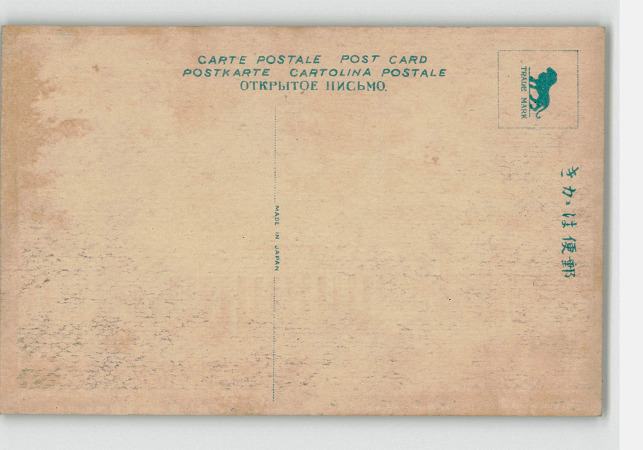 CARTE POSTALE POST CARD
POSTKARTE CARTOLINA POSTALE
ОТКРЫТОЕ ПИСЬМО.
TRADE MARK
郵便はかき
MADE IN JAPAN